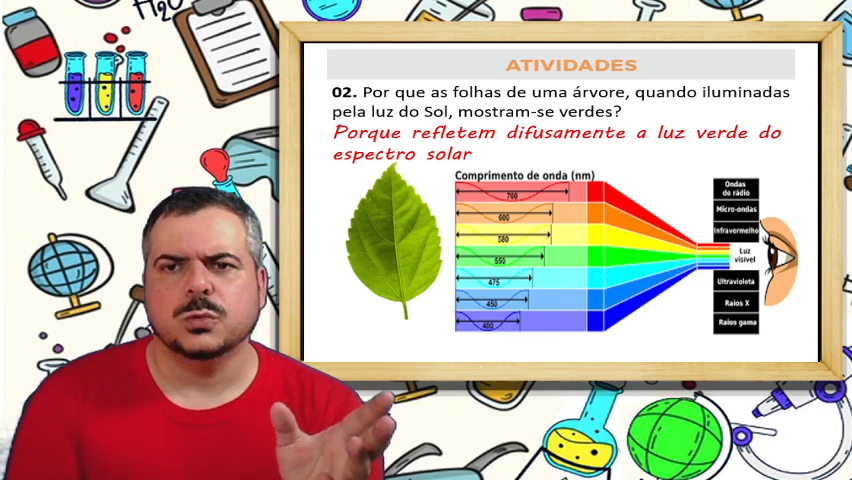 H₂O
ATIVIDADES
02. Por que as folhas de uma árvore, quando iluminadas
pela luz do Sol, mostram-se verdes?
Porque refletem difusamente a luz verde do
espectro solar
Comprimento de onda (nm)
700
600
580
550
475
450
400
Ondas
de rádio
Micro-ondas
Infravermelho
Luz
visível
Ultravioleta
Raios X
Raios gama